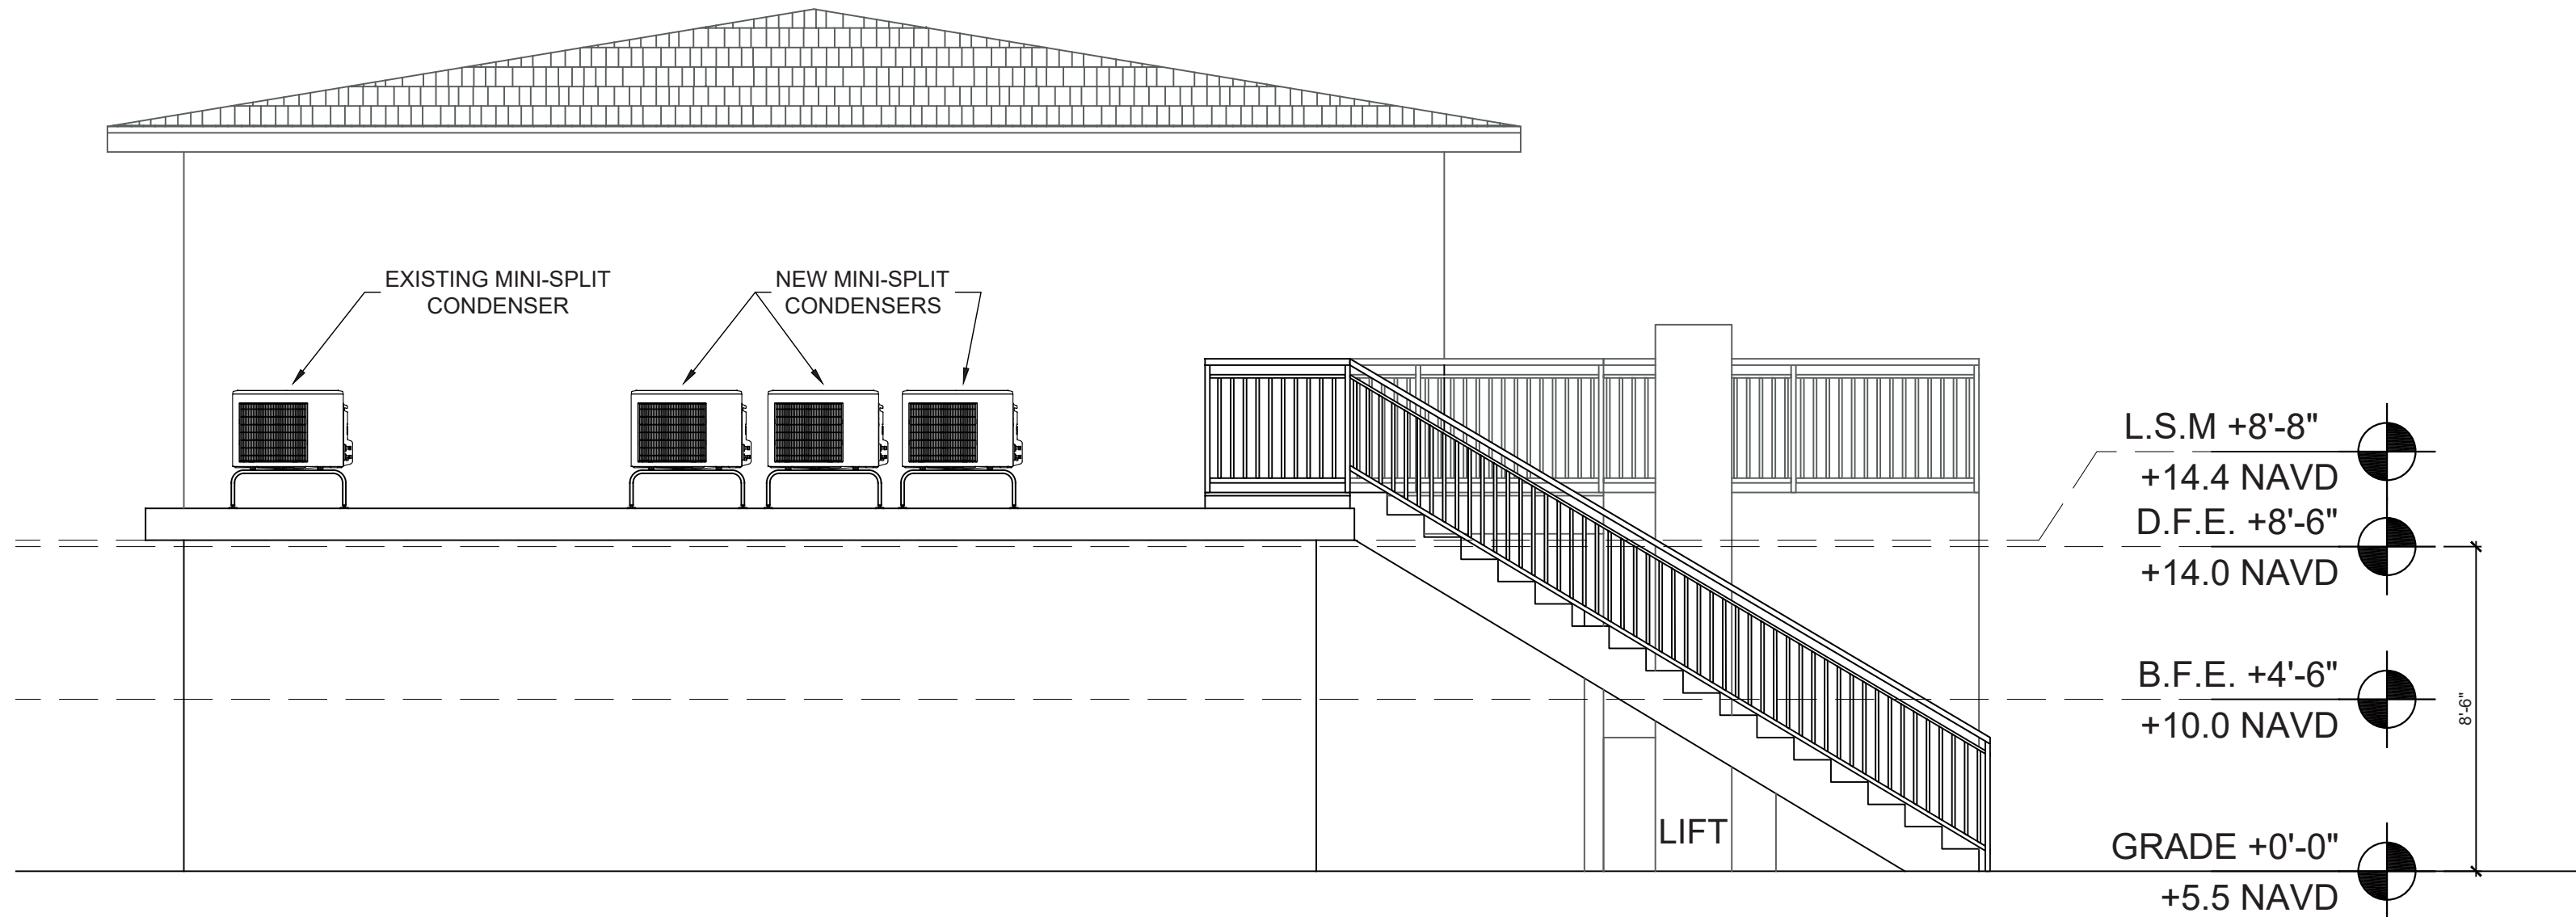 EXISTING MINI-SPLIT
CONDENSER
NEW MINI-SPLIT
CONDENSERS
L.S.M +8'-8"
+14.4 NAVD
D.F.E. +8'-6"
+14.0 NAVD
B.F.E. +4'-6"
+10.0 NAVD
8'-6"
LIFT
GRADE +0'-0"
+5.5 NAVD